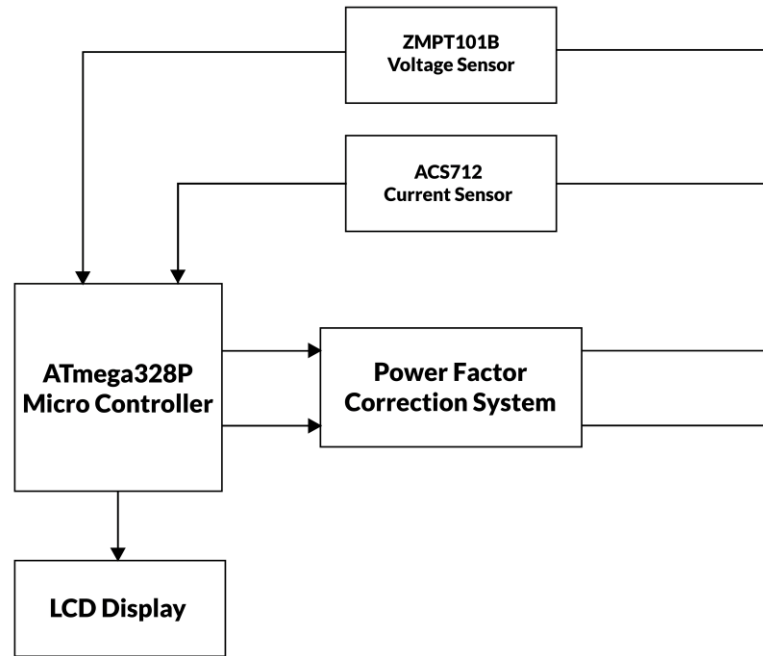 ZMPT101B
Voltage Sensor
ACS712
Current Sensor
ATmega328P
Micro Controller
Power Factor
Correction System
LCD Display